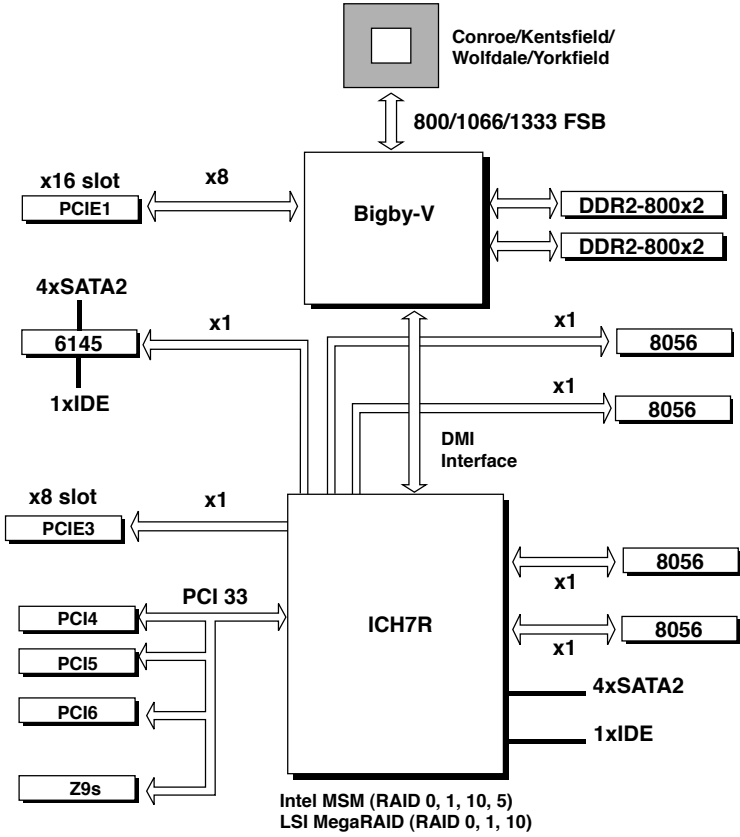 Conroe/Kentsfield/
Wolfdale/Yorkfield
800/1066/1333 FSB
x16 slot
PCIE1
x8
Bigby-V
DDR2-800x2
DDR2-800x2
4xSATA2
6145
1xIDE
x1
x1
8056
x1
8056
DMI
Interface
x8 slot
PCIE3
x1
PCI 33
PCI4
PCI5
PCI6
Z9s
ICH7R
8056
x1
8056
x1
4xSATA2
1xIDE
Intel MSM (RAID 0, 1, 10, 5)
LSI MegaRAID (RAID 0, 1, 10)